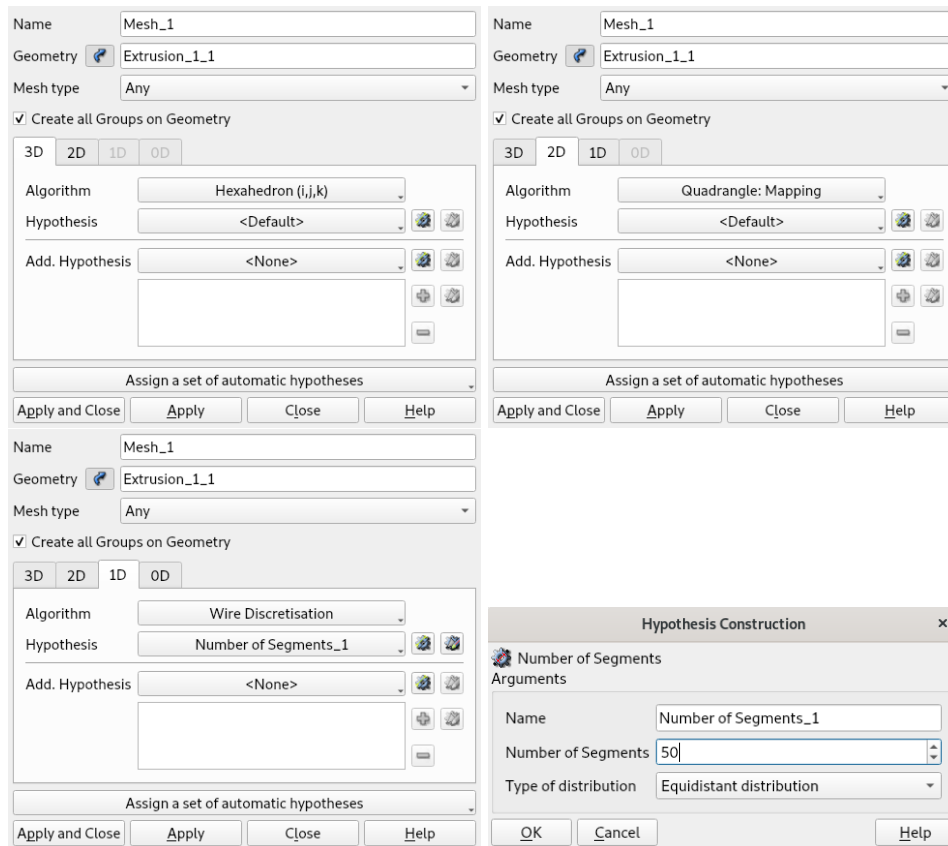 Name Mesh_1
Geometry Extrusion_1_1
Mesh type Any
Create all Groups on Geometry
3D 2D 1D 0D
Algorithm Hexahedron (i,j,k)
Hypothesis <Default>
Add. Hypothesis <None>
Assign a set of automatic hypotheses
Apply and Close Apply Close Help
Name Mesh_1
Geometry Extrusion_1_1
Mesh type Any
Create all Groups on Geometry
3D 2D 1D 0D
Algorithm Quadrangle: Mapping
Hypothesis <Default>
Add. Hypothesis <None>
Assign a set of automatic hypotheses
Apply and Close Apply Close Help
Name Mesh_1
Geometry Extrusion_1_1
Mesh type Any
Create all Groups on Geometry
3D 2D 1D 0D
Algorithm Wire Discretisation
Hypothesis Number of Segments_1
Add. Hypothesis <None>
Assign a set of automatic hypotheses
Apply and Close Apply Close Help
Hypothesis Construction ×
Number of Segments
Arguments
Name Number of Segments_1
Number of Segments 50
Type of distribution Equidistant distribution
OK Cancel Help